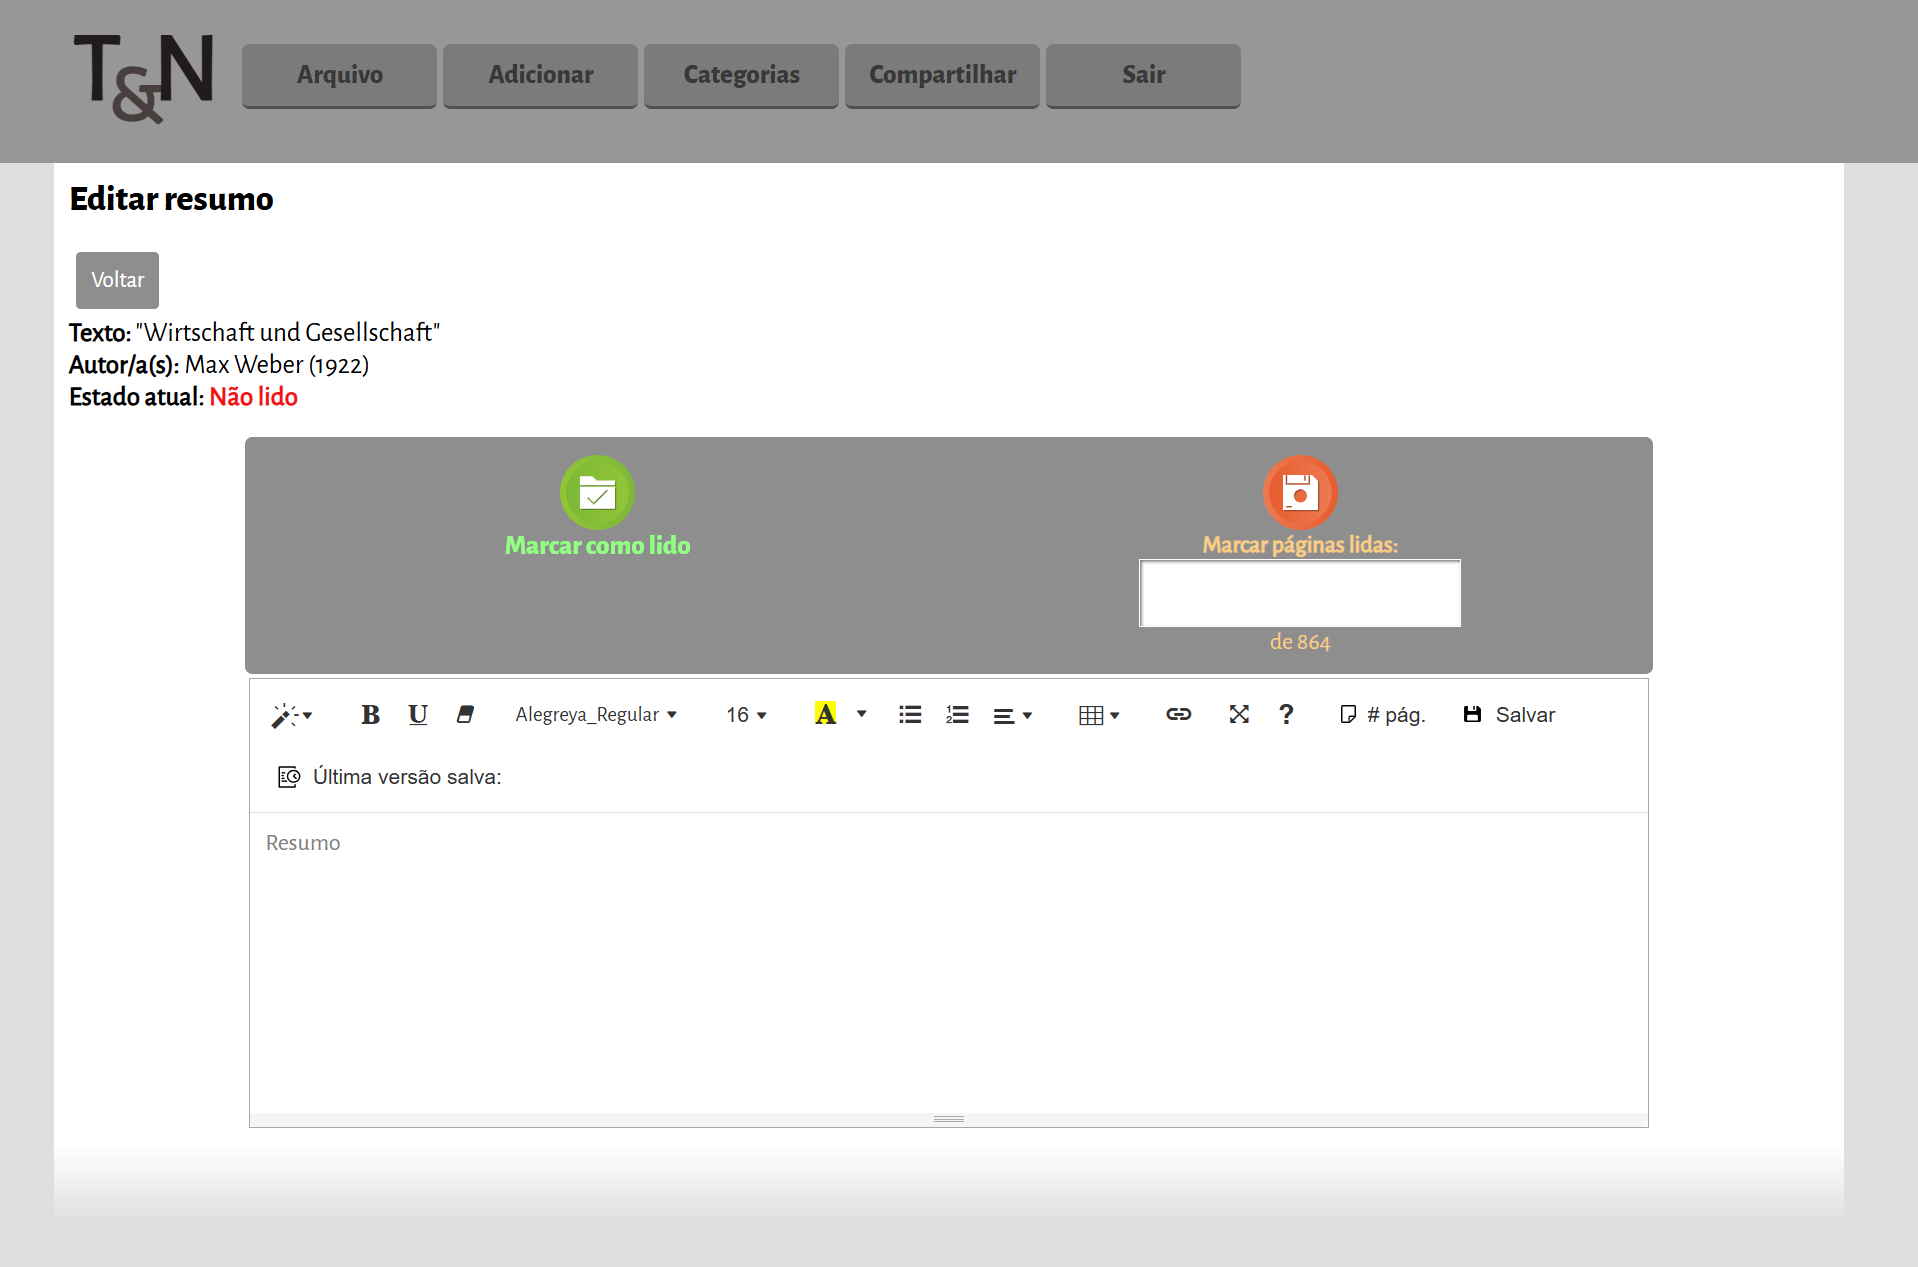 T&N
Arquivo Adicionar Categorias Compartilhar Sair
Editar resumo
Voltar
Texto: "Wirtschaft und Gesellschaft"
Autor/a(s): Max Weber (1922)
Estado atual: Não lido
Marcar como lido
Marcar páginas lidas:
de 864
B U Alegreya_Regular 16 A ? # pág. Salvar
Última versão salva:
Resumo